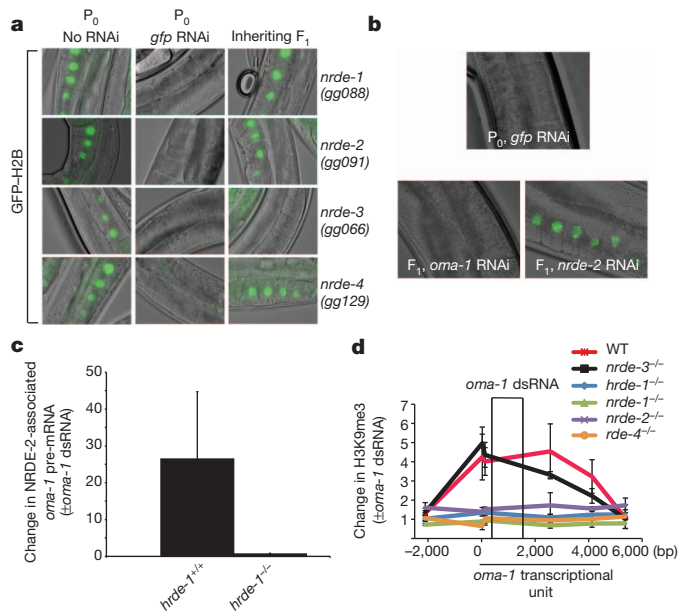 a
P0
No RNAi
P0
gfp RNAi
Inheriting F1
GFP–H2B
nrde-1
(gg088)
nrde-2
(gg091)
nrde-3
(gg066)
nrde-4
(gg129)
b
P0, gfp RNAi
F1, oma-1 RNAi
F1, nrde-2 RNAi
c
Change in NRDE-2-associated
oma-1 pre-mRNA
(±oma-1 dsRNA)
50
40
30
20
10
0
hrde-1+/+
hrde-1−/−
d
WT
nrde-3−/−
hrde-1−/−
nrde-1−/−
nrde-2−/−
rde-4−/−
oma-1 dsRNA
Change in H3K9me3
(±oma-1 dsRNA)
7
6
5
4
3
2
1
−2,000 0 2,000 4,000 6,000 (bp)
oma-1 transcriptional
unit